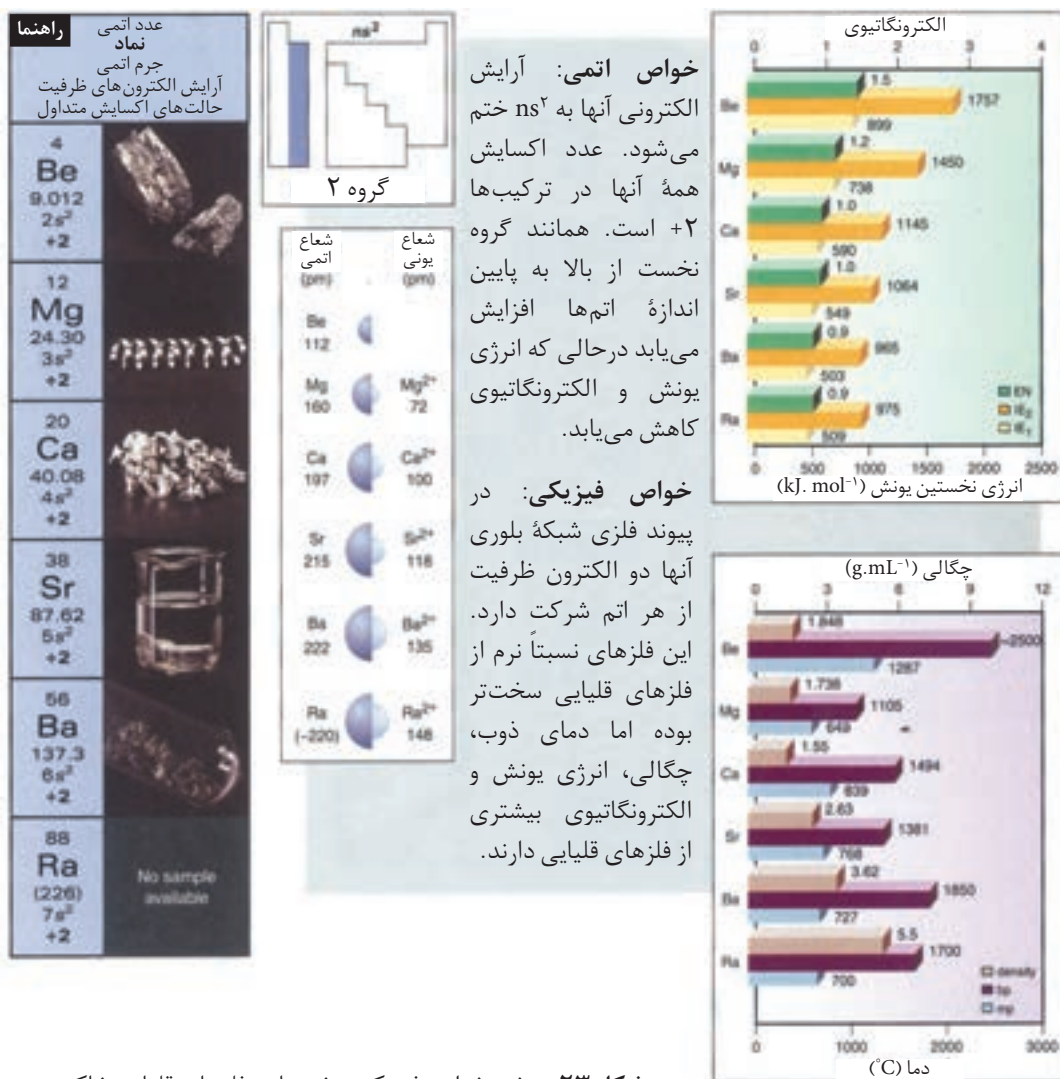 راهنما
عدد اتمی
نماد
جرم اتمی
آرایش الکترون‌های ظرفیت
حالت‌های اکسایش متداول
4
Be
9.012
2s²
+2
12
Mg
24.30
3s²
+2
20
Ca
40.08
4s²
+2
38
Sr
87.62
5s²
+2
56
Ba
137.3
6s²
+2
88
Ra
(226)
7s²
+2
No sample
available
ns²
گروه ۲
شعاع اتمی (pm)
شعاع یونی (pm)
Be
112
Mg Mg²⁺
160 72
Ca Ca²⁺
197 100
Sr Sr²⁺
215 118
Ba Ba²⁺
222 135
Ra Ra²⁺
(~220) 148
خواص اتمی: آرایش
الکترونی آنها به ns² ختم
می‌شود. عدد اکسایش
همهٔ آنها در ترکیب‌ها
۲+ است. همانند گروه
نخست از بالا به پایین
اندازهٔ اتم‌ها افزایش
می‌یابد درحالی که انرژی
یونش و الکترونگاتیوی
کاهش می‌یابد.
خواص فیزیکی: در
پیوند فلزی شبکهٔ بلوری
آنها دو الکترون ظرفیت
از هر اتم شرکت دارد.
این فلزهای نسبتاً نرم از
فلزهای قلیایی سخت‌تر
بوده اما دمای ذوب،
چگالی، انرژی یونش و
الکترونگاتیوی بیشتری
از فلزهای قلیایی دارند.
الکترونگاتیوی
0 1 2 3 4
Be 1.5 1757 899
Mg 1.2 1450 738
Ca 1.0 1145 590
Sr 1.0 1064 549
Ba 0.9 965 503
Ra 0.9 975 509
EN
IE₂
IE₁
0 500 1000 1500 2000 2500
انرژی نخستین یونش (kJ. mol⁻¹)
چگالی (g.mL⁻¹)
0 3 6 9 12
Be 1.848 ~2500 1287
Mg 1.738 1105 649
Ca 1.55 1494 839
Sr 2.63 1381 768
Ba 3.62 1850 727
Ra 5.5 1700 700
density
bp
mp
0 1000 2000 3000
دما (°C)